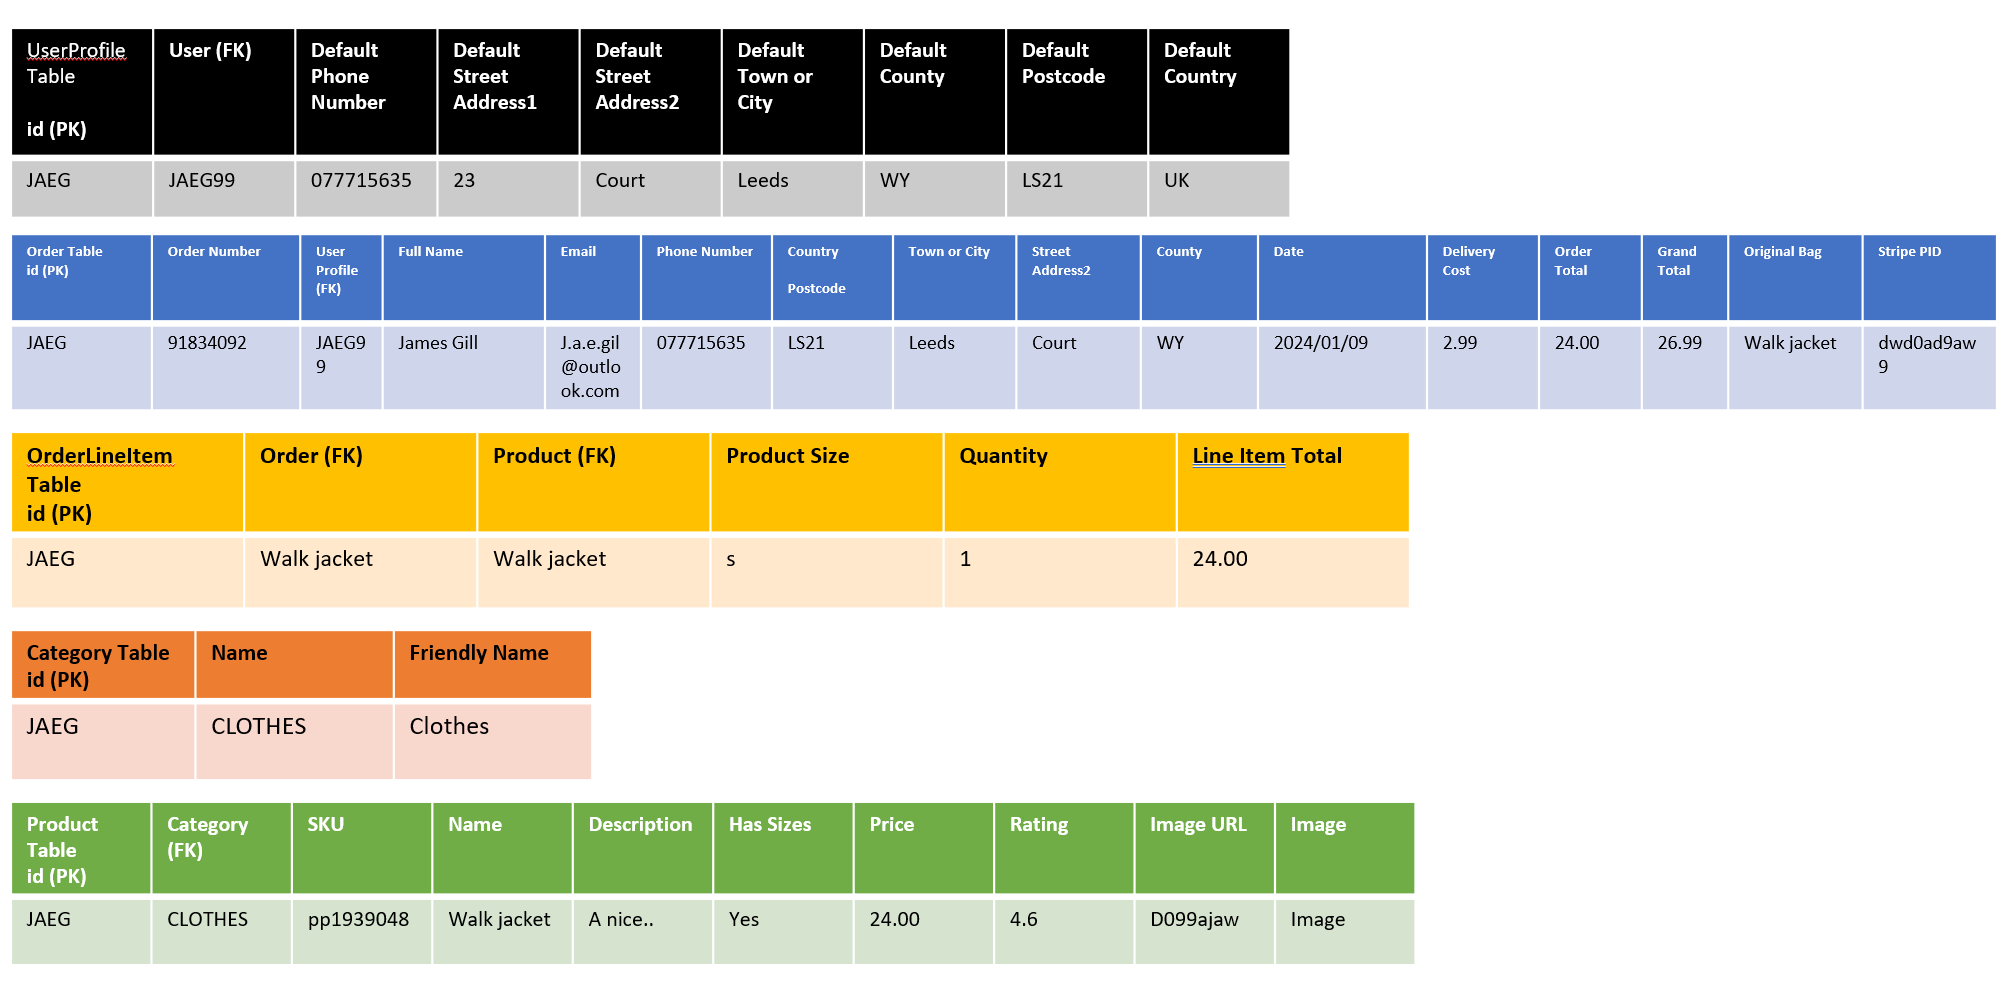 UserProfile Table id (PK) | User (FK) | Default Phone Number | Default Street Address1 | Default Street Address2 | Default Town or City | Default County | Default Postcode | Default Country
JAEG | JAEG99 | 077715635 | 23 | Court | Leeds | WY | LS21 | UK
Order Table id (PK) | Order Number | User Profile (FK) | Full Name | Email | Phone Number | Country Postcode | Town or City | Street Address2 | County | Date | Delivery Cost | Order Total | Grand Total | Original Bag | Stripe PID
JAEG | 91834092 | JAEG99 | James Gill | J.a.e.gil@outlook.com | 077715635 | LS21 | Leeds | Court | WY | 2024/01/09 | 2.99 | 24.00 | 26.99 | Walk jacket | dwd0ad9aw9
OrderLineItem Table id (PK) | Order (FK) | Product (FK) | Product Size | Quantity | Line Item Total
JAEG | Walk jacket | Walk jacket | s | 1 | 24.00
Category Table id (PK) | Name | Friendly Name
JAEG | CLOTHES | Clothes
Product Table id (PK) | Category (FK) | SKU | Name | Description | Has Sizes | Price | Rating | Image URL | Image
JAEG | CLOTHES | pp1939048 | Walk jacket | A nice.. | Yes | 24.00 | 4.6 | D099ajaw | Image